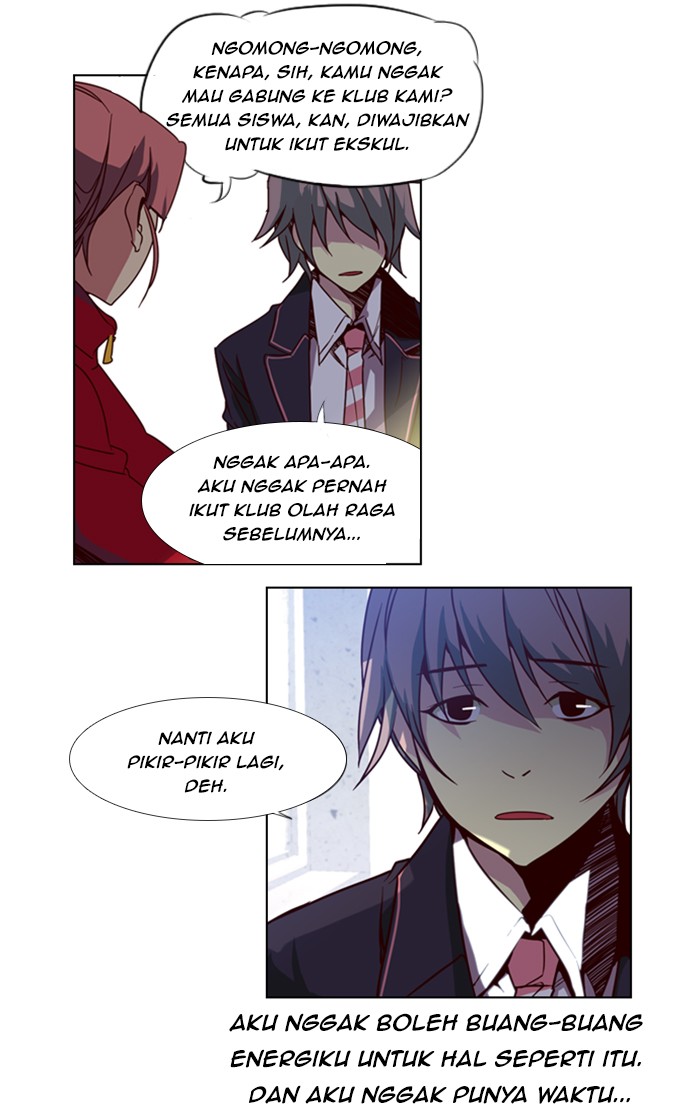 NGOMONG-NGOMONG,
KENAPA, SIH, KAMU NGGAK
MAU GABUNG KE KLUB KAMI?
SEMUA SISWA, KAN, DIWAJIBKAN
UNTUK IKUT EKSKUL.
NGGAK APA-APA.
AKU NGGAK PERNAH
IKUT KLUB OLAH RAGA
SEBELUMNYA...
NANTI AKU
PIKIR-PIKIR LAGI,
DEH.
AKU NGGAK BOLEH BUANG-BUANG
ENERGIKU UNTUK HAL SEPERTI ITU.
DAN AKU NGGAK PUNYA WAKTU...